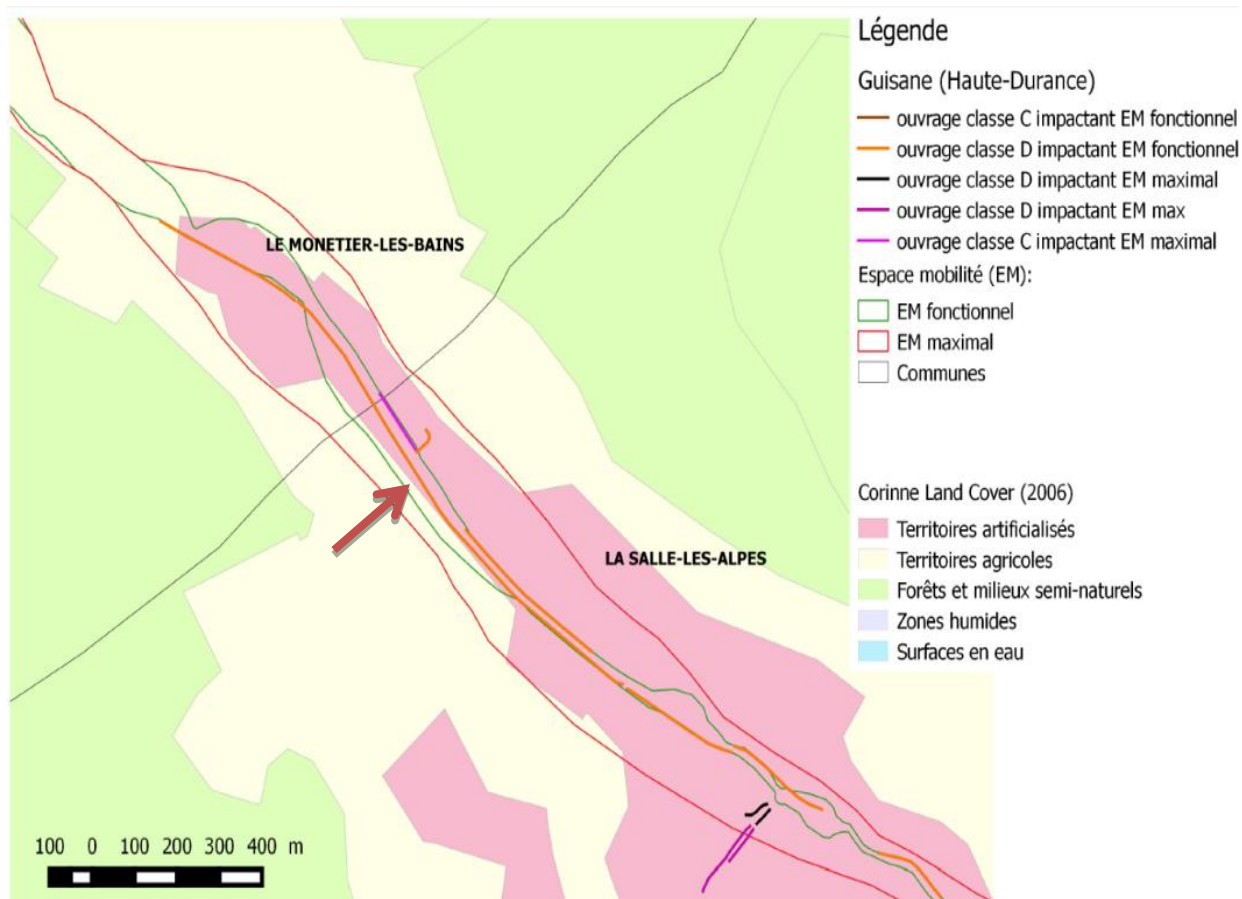 Légende
Guisane (Haute-Durance)
ouvrage classe C impactant EM fonctionnel
ouvrage classe D impactant EM fonctionnel
ouvrage classe D impactant EM maximal
ouvrage classe D impactant EM max
ouvrage classe C impactant EM maximal
Espace mobilité (EM):
EM fonctionnel
EM maximal
Communes
Corinne Land Cover (2006)
Territoires artificialisés
Territoires agricoles
Forêts et milieux semi-naturels
Zones humides
Surfaces en eau
LE MONETIER-LES-BAINS
LA SALLE-LES-ALPES
100 0 100 200 300 400 m